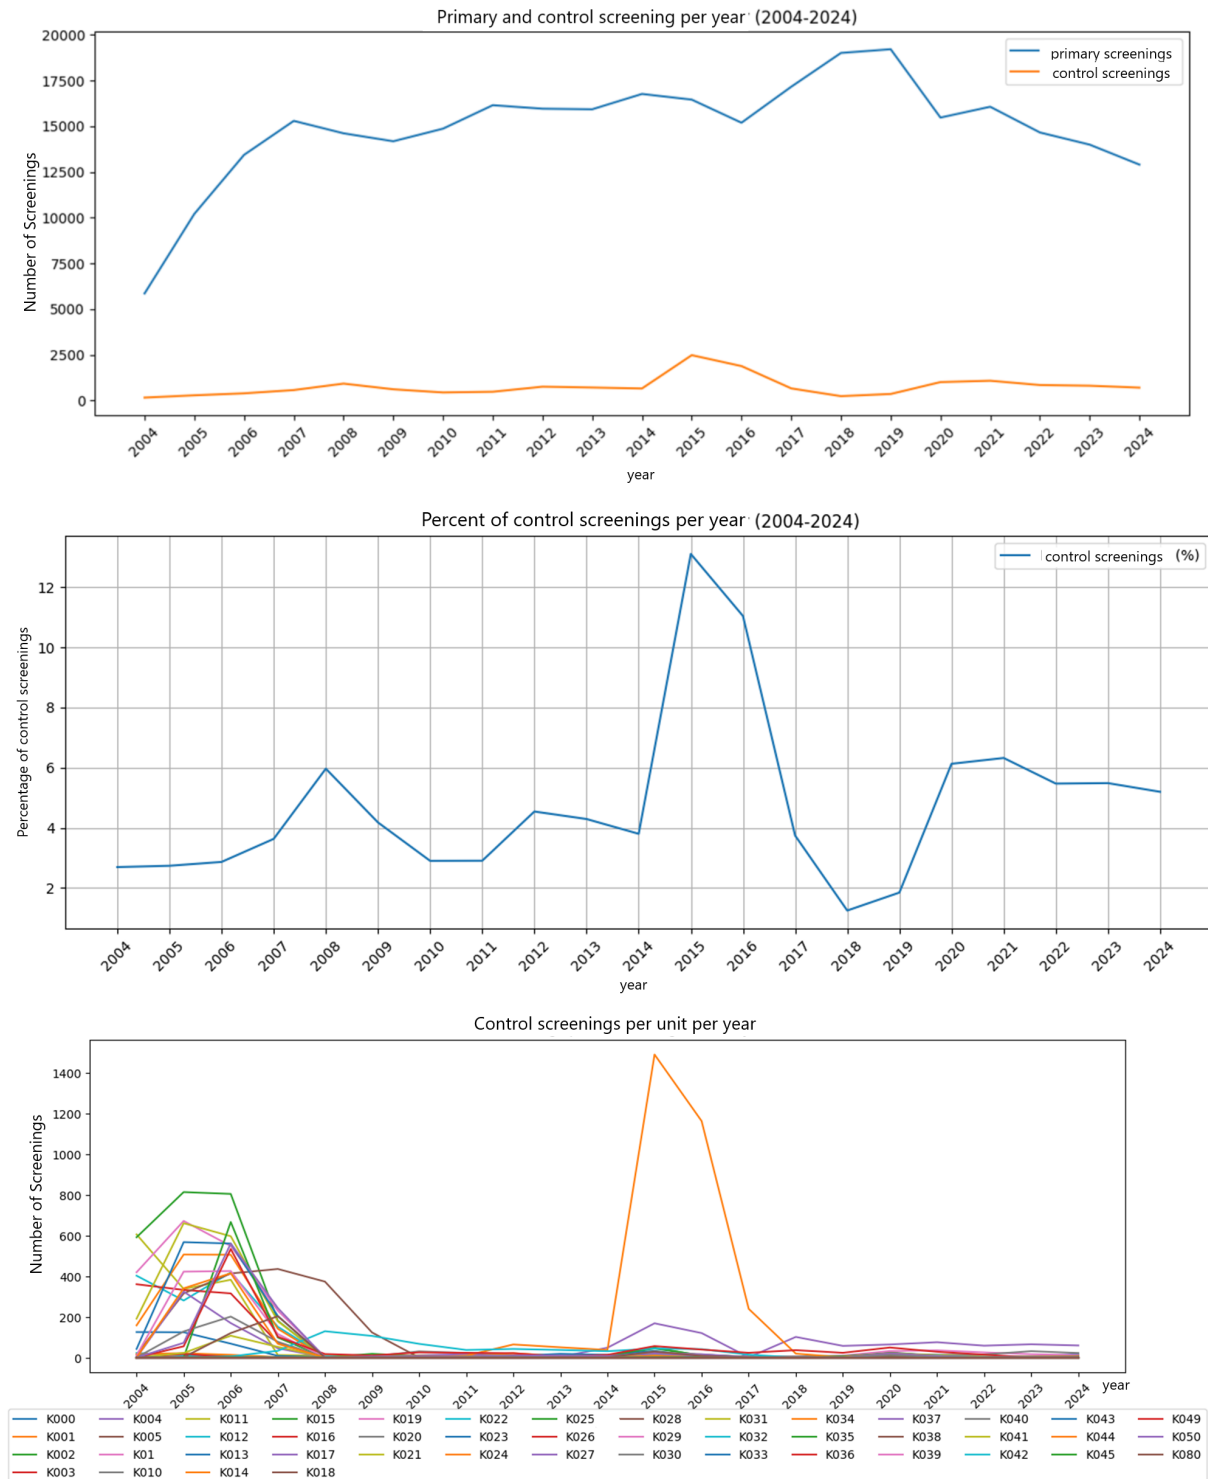 Primary and control screening per year (2004-2024)
primary screenings
control screenings
Number of Screenings
20000
17500
15000
12500
10000
7500
5000
2500
0
2004 2005 2006 2007 2008 2009 2010 2011 2012 2013 2014 2015 2016 2017 2018 2019 2020 2021 2022 2023 2024
year
Percent of control screenings per year (2004-2024)
control screenings (%)
Percentage of control screenings
12
10
8
6
4
2
2004 2005 2006 2007 2008 2009 2010 2011 2012 2013 2014 2015 2016 2017 2018 2019 2020 2021 2022 2023 2024
year
Control screenings per unit per year
Number of Screenings
1400
1200
1000
800
600
400
200
0
2004 2005 2006 2007 2008 2009 2010 2011 2012 2013 2014 2015 2016 2017 2018 2019 2020 2021 2022 2023 2024
year
K000 K004 K011 K015 K019 K022 K025 K028 K031 K034 K037 K040 K043 K049
K001 K005 K012 K016 K020 K023 K026 K029 K032 K035 K038 K041 K044 K050
K002 K01 K013 K017 K021 K024 K027 K030 K033 K036 K039 K042 K045 K080
K003 K010 K014 K018